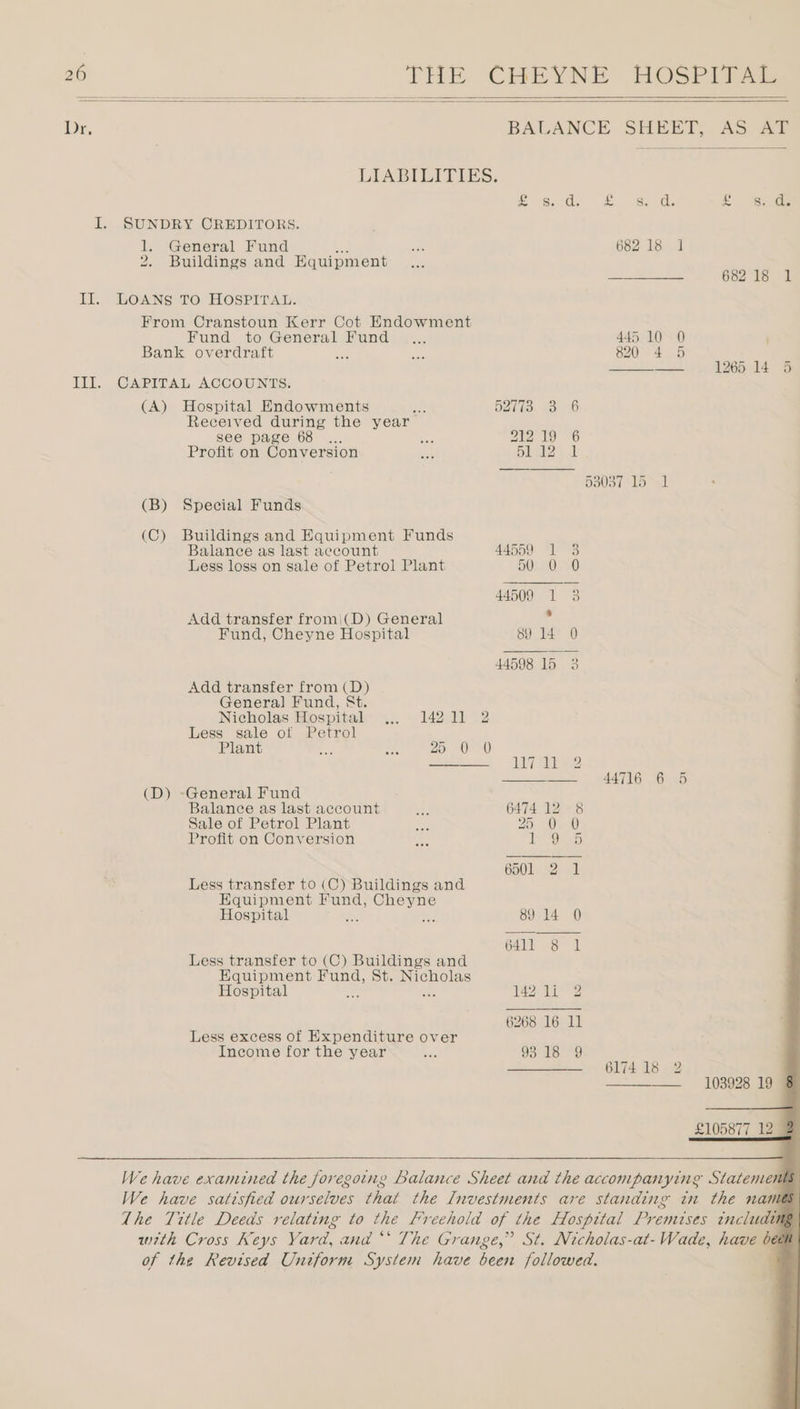 26 THE CHEYNE HOSPITAL
Dr. BALANCE SHEET, AS AT
LIABILITIES.
£ s. d. £ s. d. £ s. d.
I. SUNDRY CREDITORS.
1. General Fund ... ... 682 18 1
2. Buildings and Equipment ...
682 18 1
II. LOANS TO HOSPITAL.
From Cranstoun Kerr Cot Endowment
Fund to General Fund ... 445 10 0
Bank overdraft ... ... 820 4 5
1265 14 5
III. CAPITAL ACCOUNTS.
(A) Hospital Endowments ... 52773 3 6
Received during the year
see page 68 ... ... 212 19 6
Profit on Conversion ... 51 12 1
53037 15 1
(B) Special Funds
(C) Buildings and Equipment Funds
Balance as last account 44559 1 3
Less loss on sale of Petrol Plant 50 0 0
44509 1 3
Add transfer from (D) General
Fund, Cheyne Hospital 89 14 0
44598 15 3
Add transfer from (D)
General Fund, St.
Nicholas Hospital ... 142 11 2
Less sale of Petrol
Plant ... ... 25 0 0
117 11 2
44716 6 5
(D) General Fund
Balance as last account ... 6474 12 8
Sale of Petrol Plant ... 25 0 0
Profit on Conversion ... 1 9 5
6501 2 1
Less transfer to (C) Buildings and
Equipment Fund, Cheyne
Hospital ... ... 89 14 0
6411 8 1
Less transfer to (C) Buildings and
Equipment Fund, St. Nicholas
Hospital ... ... 142 11 2
6268 16 11
Less excess of Expenditure over
Income for the year ... 93 18 9
6174 18 2
103928 19 8
£105877 12 2
We have examined the foregoing Balance Sheet and the accompanying Statements
We have satisfied ourselves that the Investments are standing in the names
The Title Deeds relating to the Freehold of the Hospital Premises including
with Cross Keys Yard, and “ The Grange,” St. Nicholas-at-Wade, have been
of the Revised Uniform System have been followed.